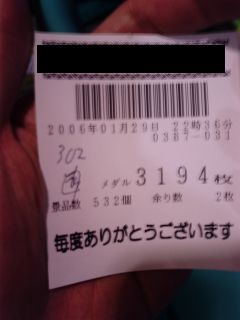 2006年01月29日 22時36分
0387-031
302
メダル 3194枚
景品数 532個 余り数 2枚
毎度ありがとうございます